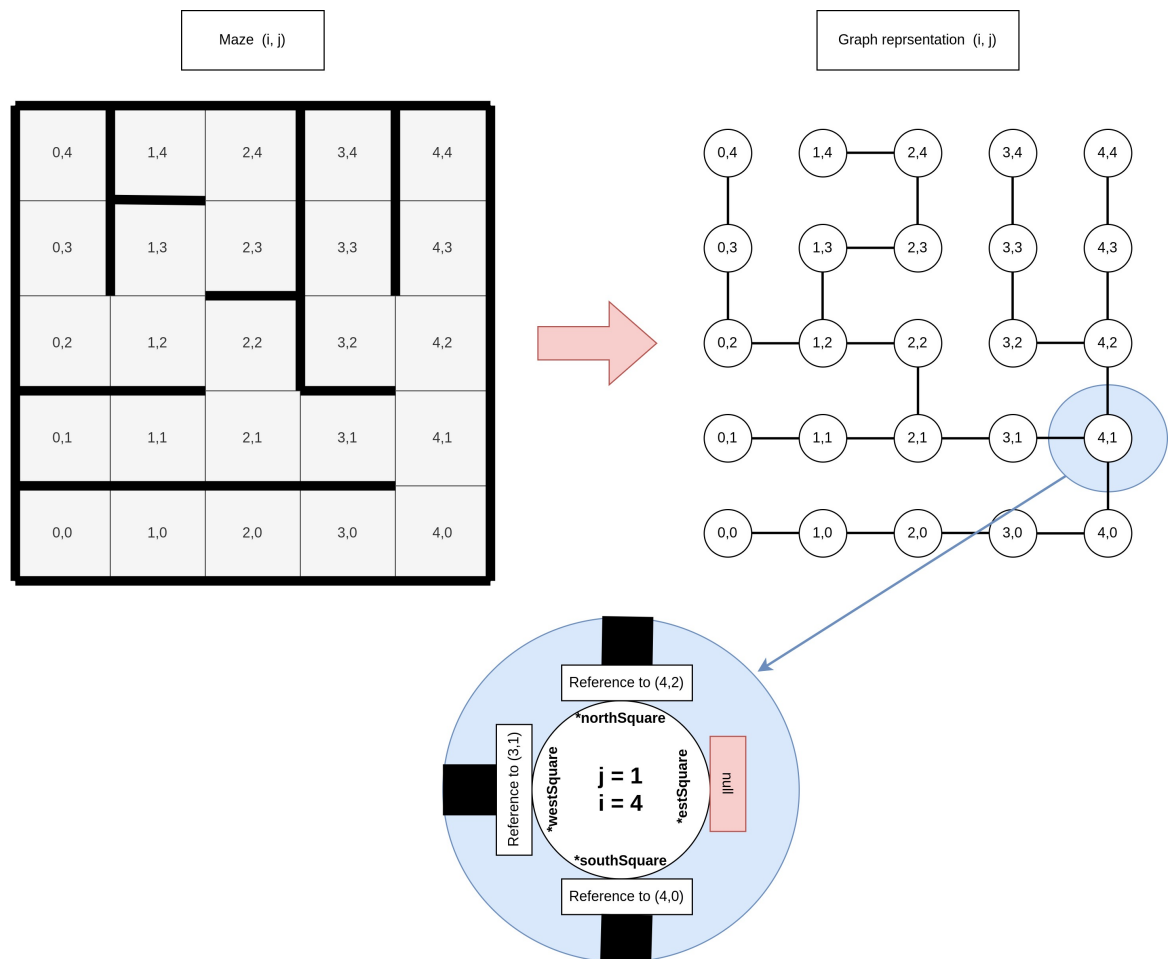 Maze (i, j)
Graph reprsentation (i, j)
0,4 1,4 2,4 3,4 4,4
0,3 1,3 2,3 3,3 4,3
0,2 1,2 2,2 3,2 4,2
0,1 1,1 2,1 3,1 4,1
0,0 1,0 2,0 3,0 4,0
0,4 1,4 2,4 3,4 4,4
0,3 1,3 2,3 3,3 4,3
0,2 1,2 2,2 3,2 4,2
0,1 1,1 2,1 3,1 4,1
0,0 1,0 2,0 3,0 4,0
Reference to (4,2)
*northSquare
Reference to (3,1)
*westSquare
j = 1
i = 4
*estSquare
null
*southSquare
Reference to (4,0)